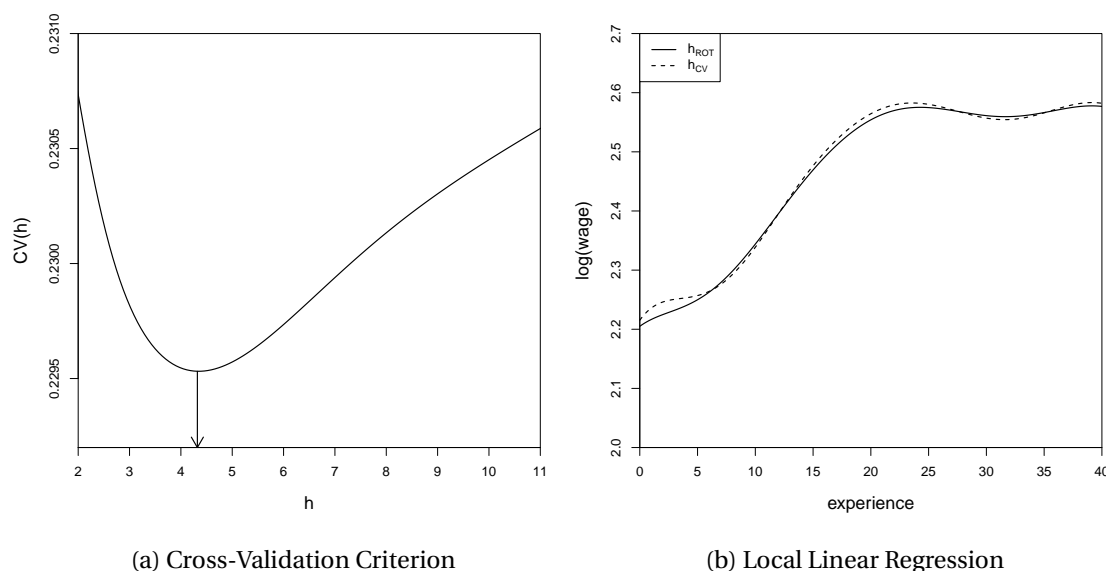 0.2310
0.2305
0.2300
0.2295
CV(h)
2 3 4 5 6 7 8 9 10 11
h
(a) Cross-Validation Criterion
h_ROT
h_CV
2.7
2.6
2.5
2.4
2.3
2.2
2.1
2.0
log(wage)
0 5 10 15 20 25 30 35 40
experience
(b) Local Linear Regression